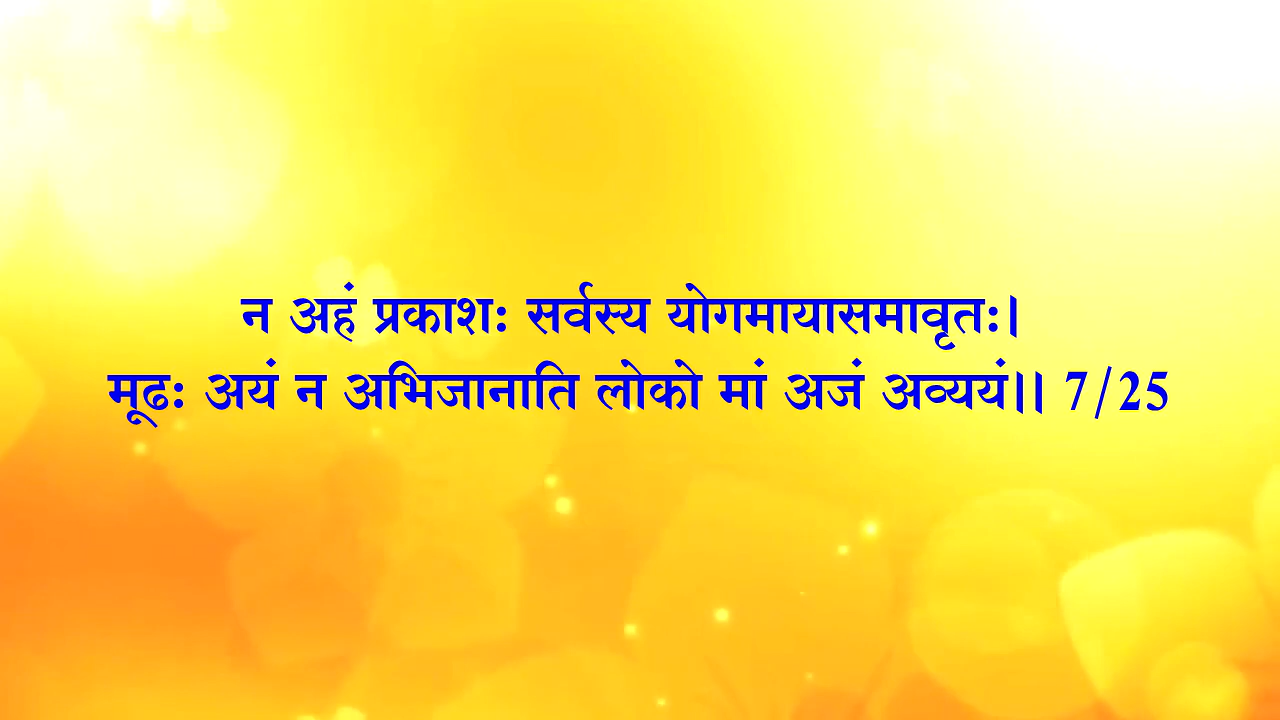 न अहं प्रकाशः सर्वस्य योगमायासमावृतः।
मूढः अयं न अभिजानाति लोको मां अजं अव्ययं।। 7/25